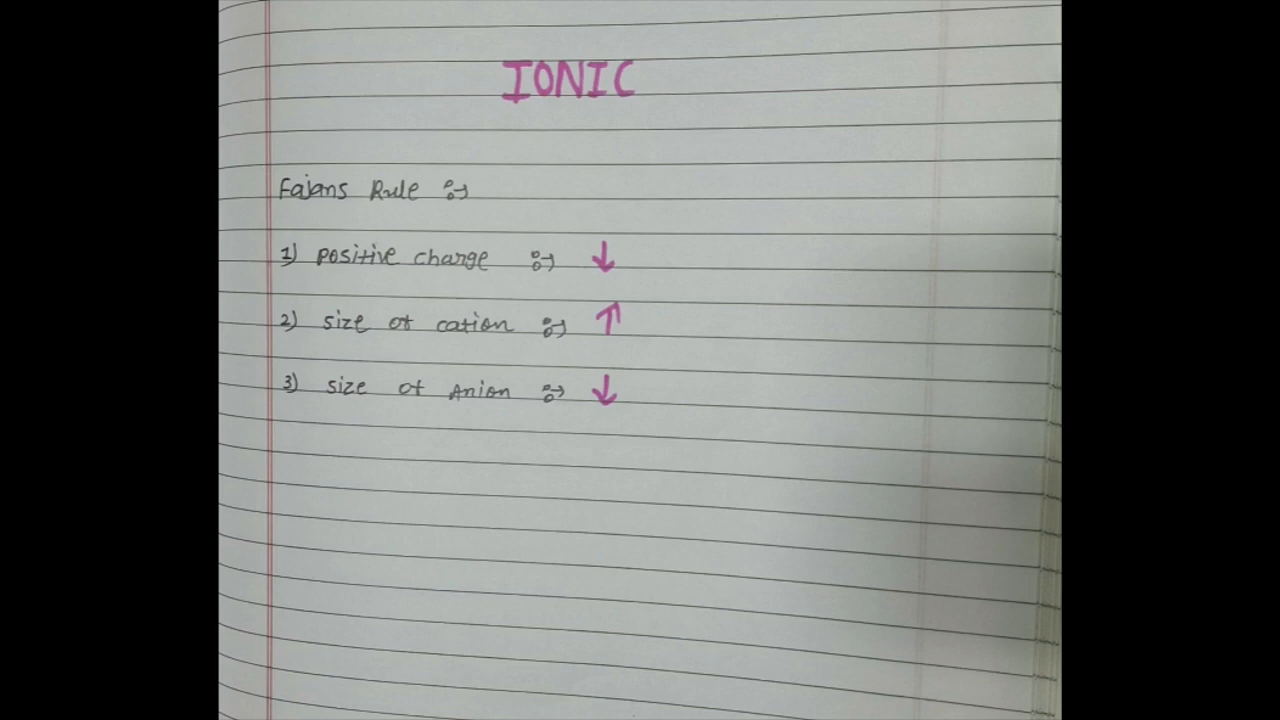 IONIC
Fajans Rule :→
1) positive charge :→ ↓
2) size of cation :→ ↑
3) size of Anion :→ ↓